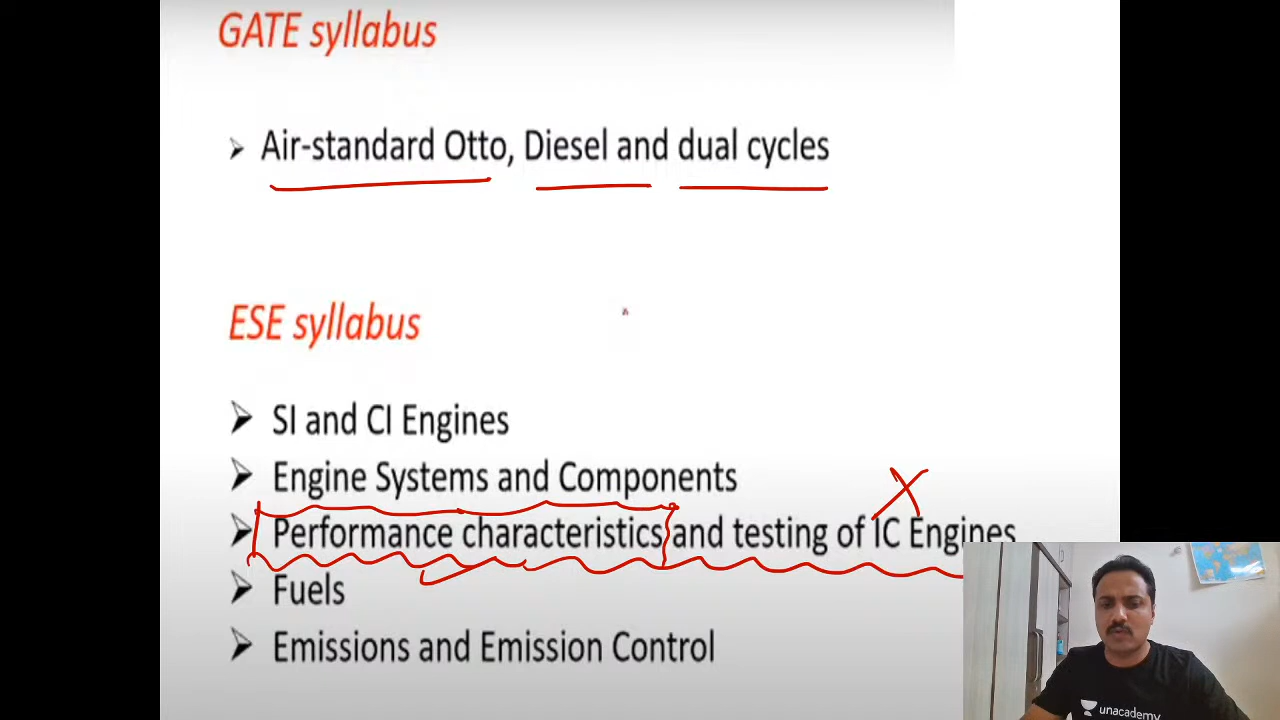 GATE syllabus
Air-standard Otto, Diesel and dual cycles
ESE syllabus
SI and CI Engines
Engine Systems and Components
Performance characteristics and testing of IC Engines
Fuels
Emissions and Emission Control
unacademy